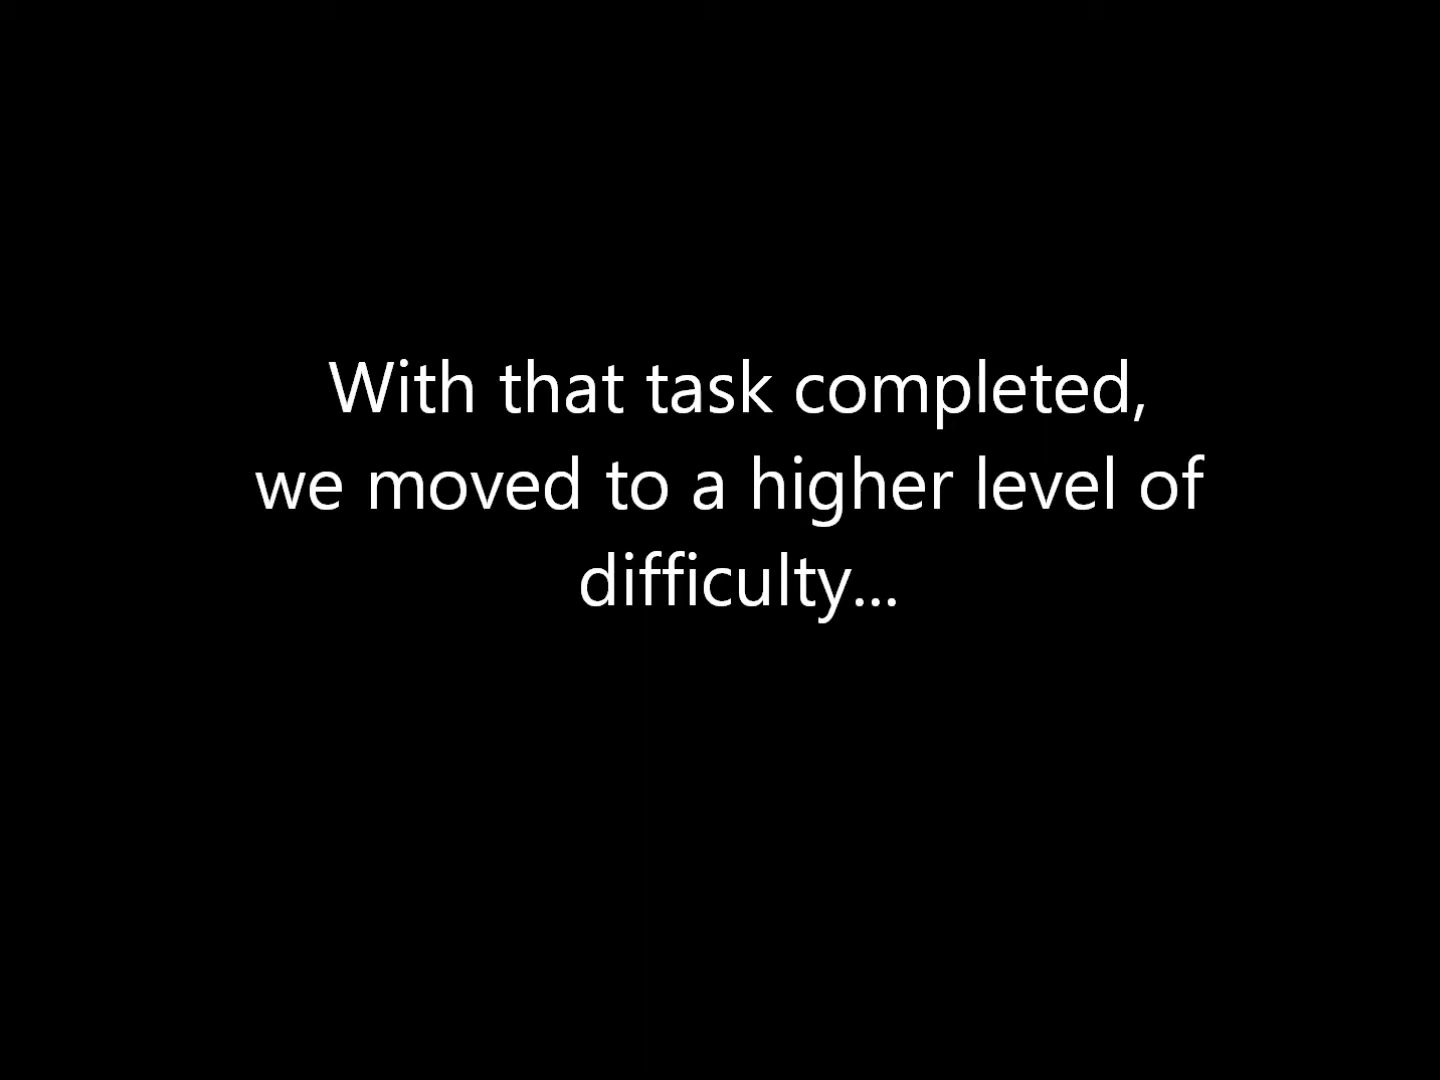 With that task completed,
we moved to a higher level of
difficulty...